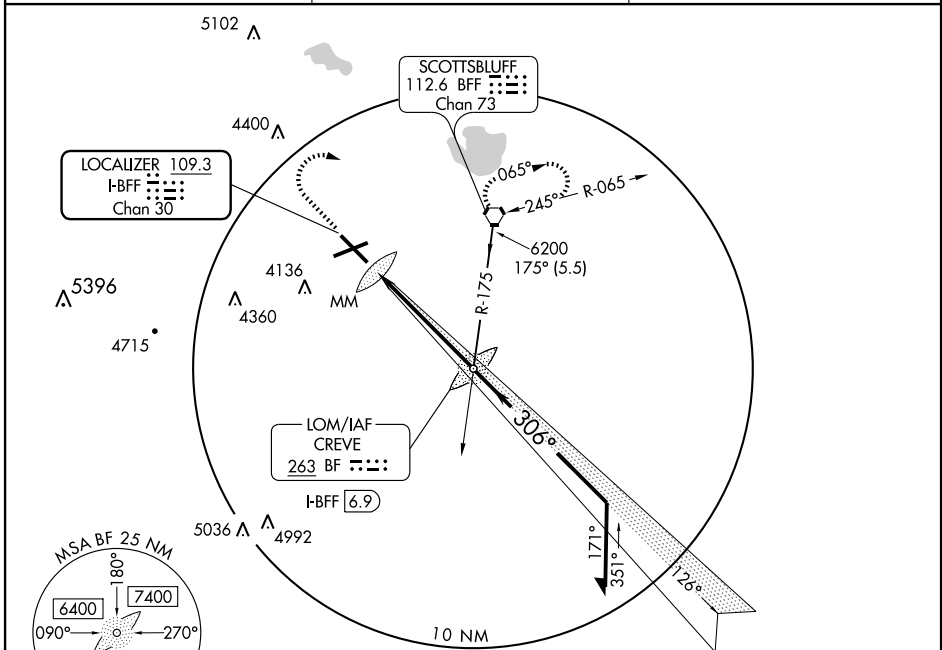 5102
SCOTTSBLUFF
112.6 BFF
Chan 73
4400
LOCALIZER 109.3
I-BFF
Chan 30
065°
R-065
245°
6200
175° (5.5)
R-175
4136
MM
5396
4360
4715
306°
LOM/IAF
CREVE
263 BF
I-BFF 6.9
5036
4992
171°
351°
126°
MSA BF 25 NM
180°
6400
7400
090°
270°
10 NM